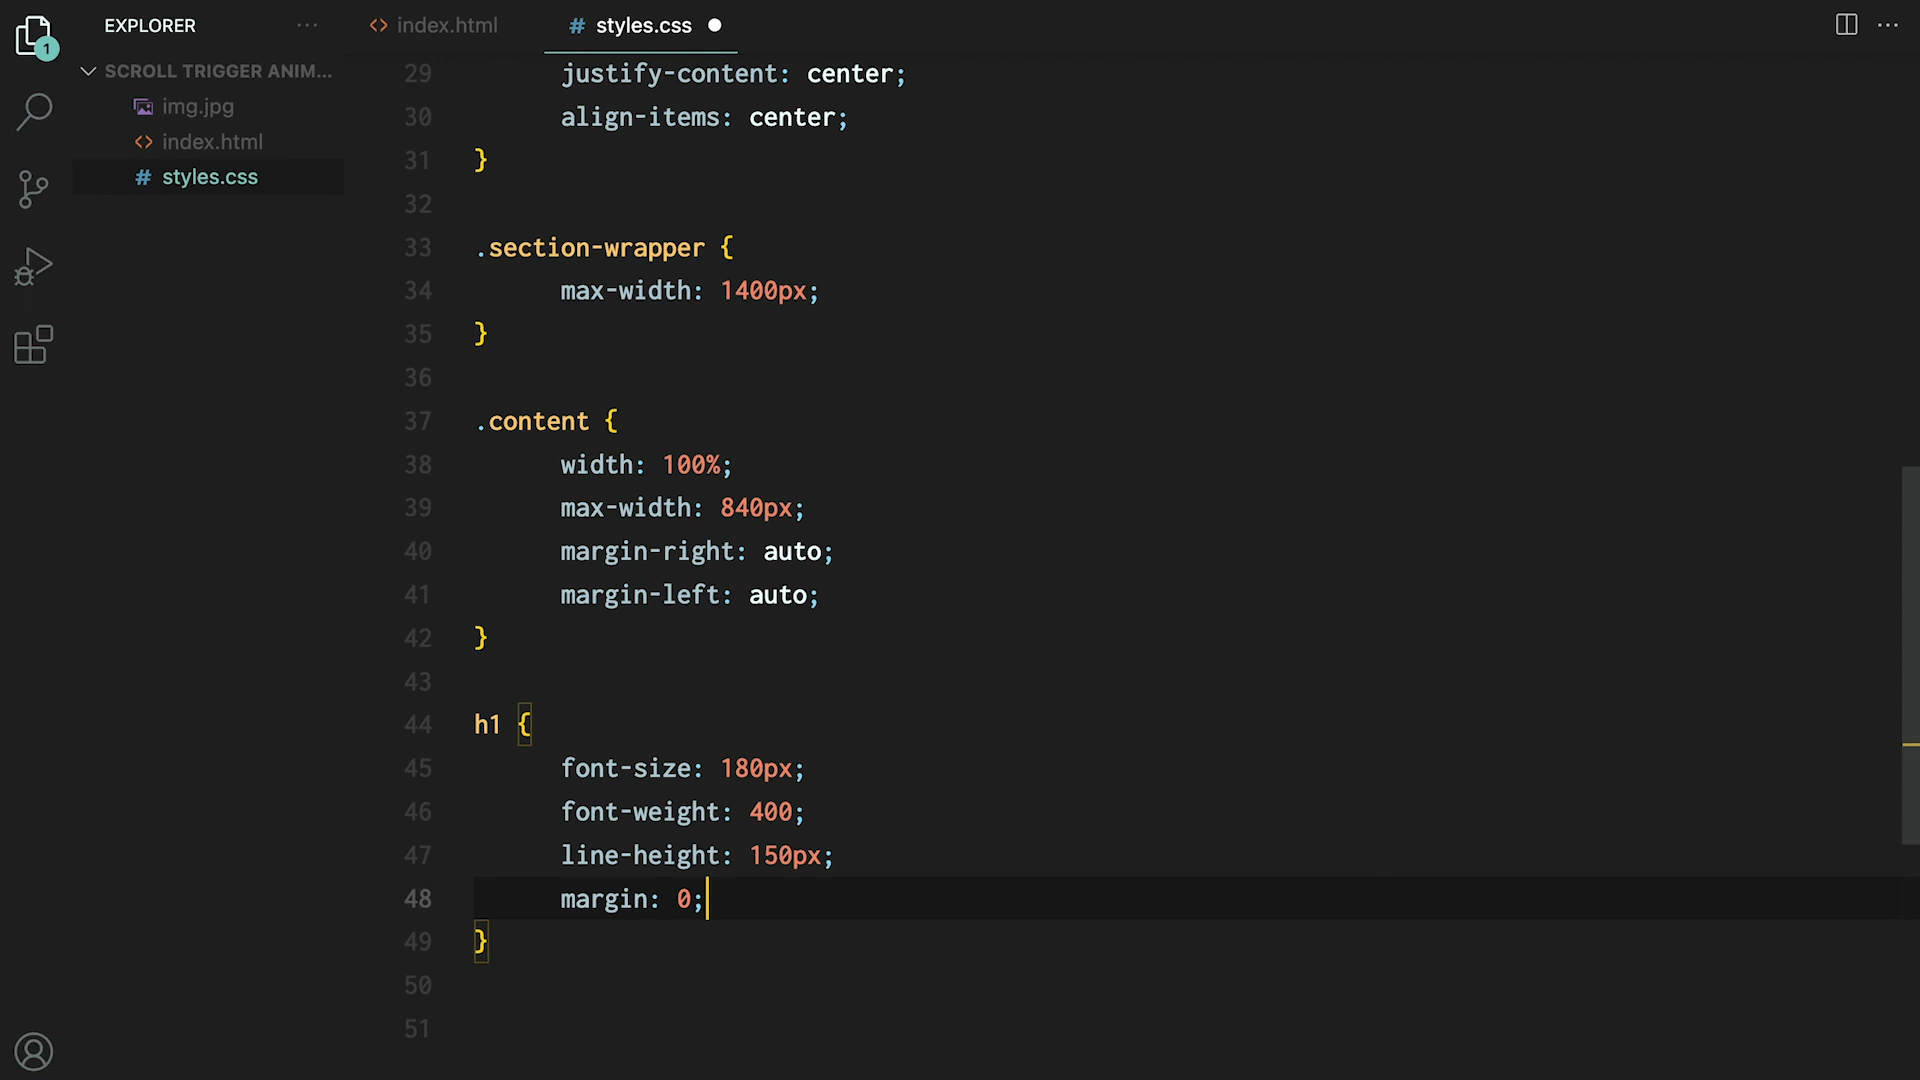 EXPLORER ···
SCROLL TRIGGER ANIM...
img.jpg
<> index.html
# styles.css
1
<> index.html
# styles.css ●
···
29 justify-content: center;
30 align-items: center;
31 }
32
33 .section-wrapper {
34 max-width: 1400px;
35 }
36
37 .content {
38 width: 100%;
39 max-width: 840px;
40 margin-right: auto;
41 margin-left: auto;
42 }
43
44 h1 {
45 font-size: 180px;
46 font-weight: 400;
47 line-height: 150px;
48 margin: 0;
49 }
50
51